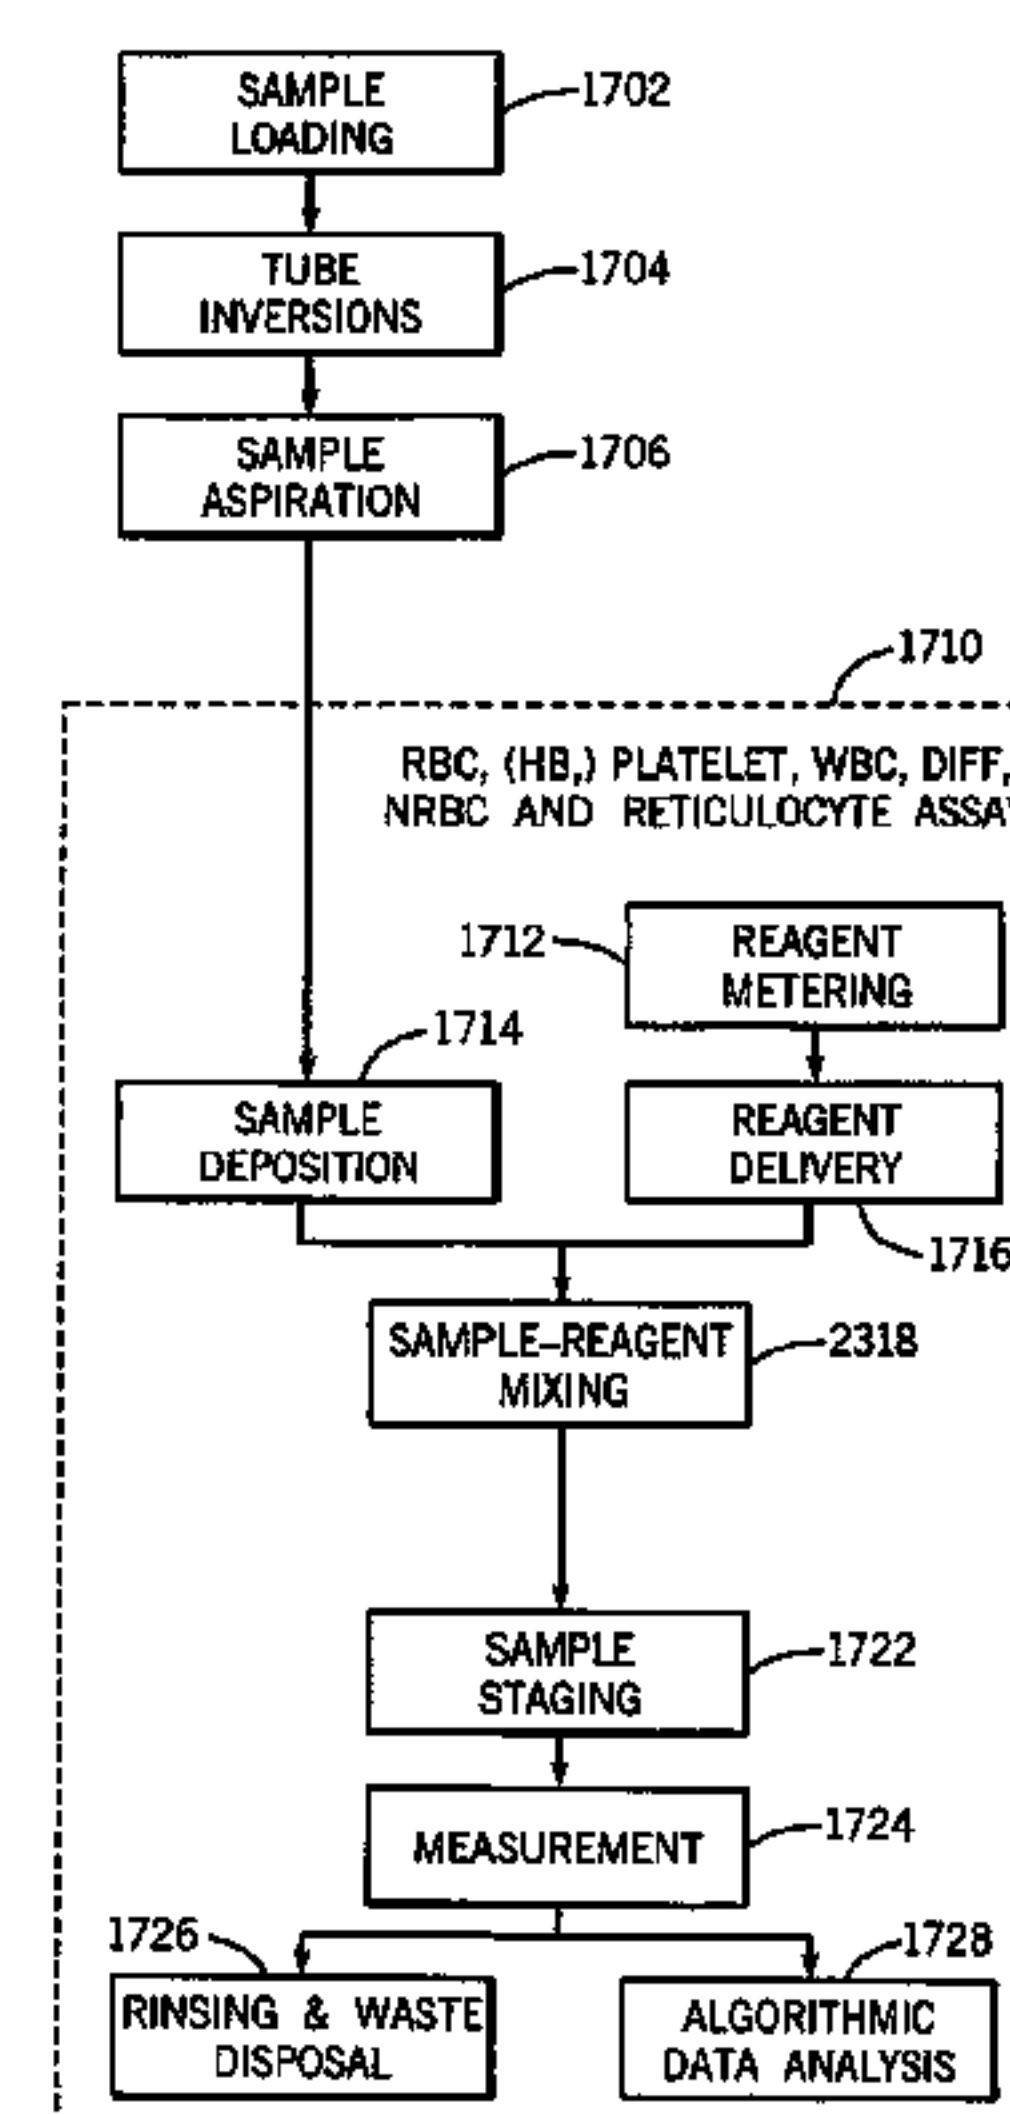 SAMPLE
LOADING
1702
TUBE
INVERSIONS
1704
SAMPLE
ASPIRATION
1706
1710
RBC, (HB,) PLATELET, WBC, DIFF,
NRBC AND RETICULOCYTE ASSAY
1712
REAGENT
METERING
1714
SAMPLE
DEPOSITION
REAGENT
DELIVERY
1716
SAMPLE-REAGENT
MIXING
2318
SAMPLE
STAGING
1722
MEASUREMENT
1724
1726
RINSING & WASTE
DISPOSAL
1728
ALGORITHMIC
DATA ANALYSIS